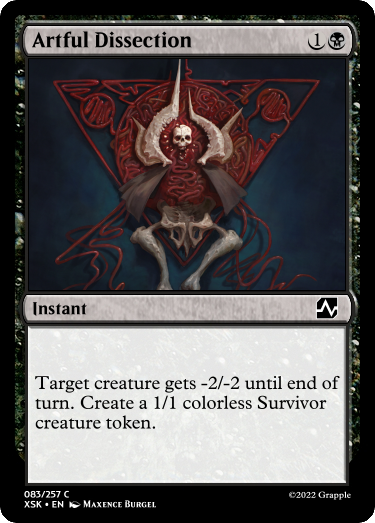 Artful Dissection 1
Instant
Target creature gets -2/-2 until end of
turn. Create a 1/1 colorless Survivor
creature token.
083/257 C
XSK • EN Maxence Burgel
©2022 Grapple